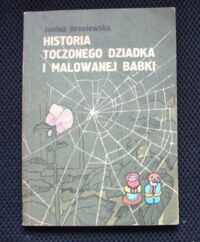 Janina Broniewska
HISTORIA
TOCZONEGO DZIADKA
I MALOWANEJ BABKI